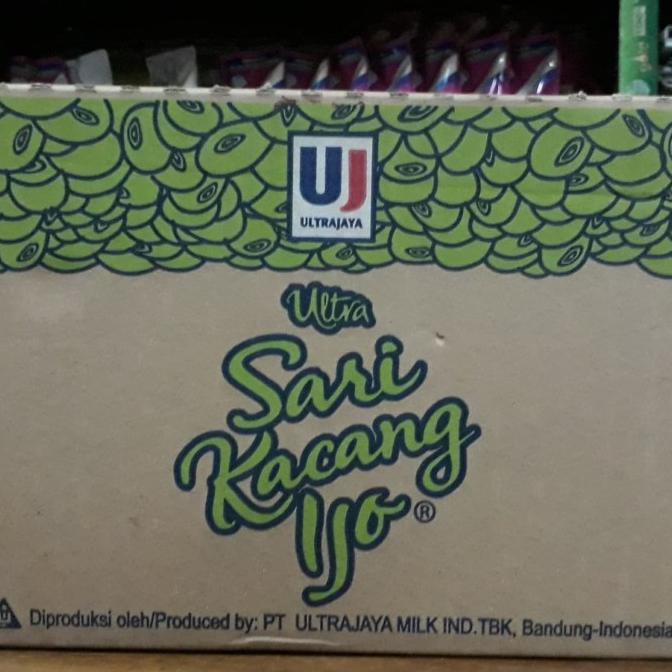 UJ
ULTRAJAYA
Ultra
Sari
Kacang
Ijo®
Diproduksi oleh/Produced by: PT ULTRAJAYA MILK IND.TBK, Bandung-Indonesia